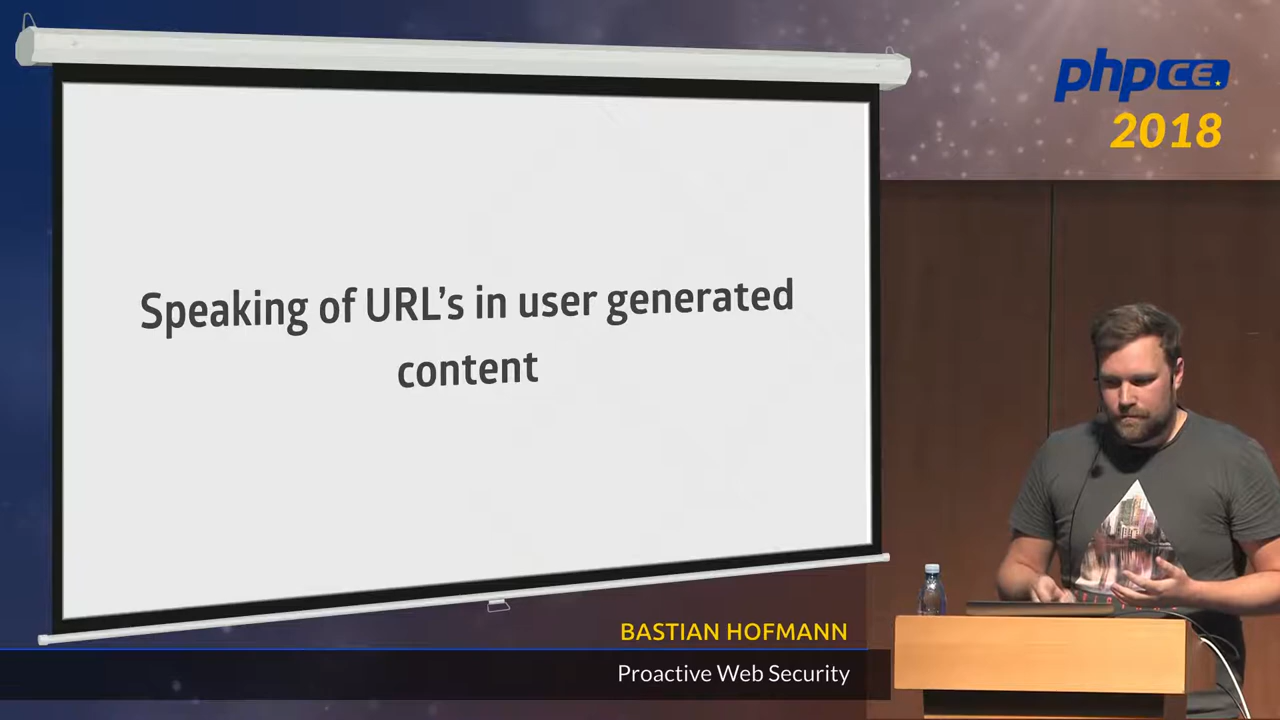 phpCE
2018
Speaking of URL's in user generated
content
BASTIAN HOFMANN
Proactive Web Security